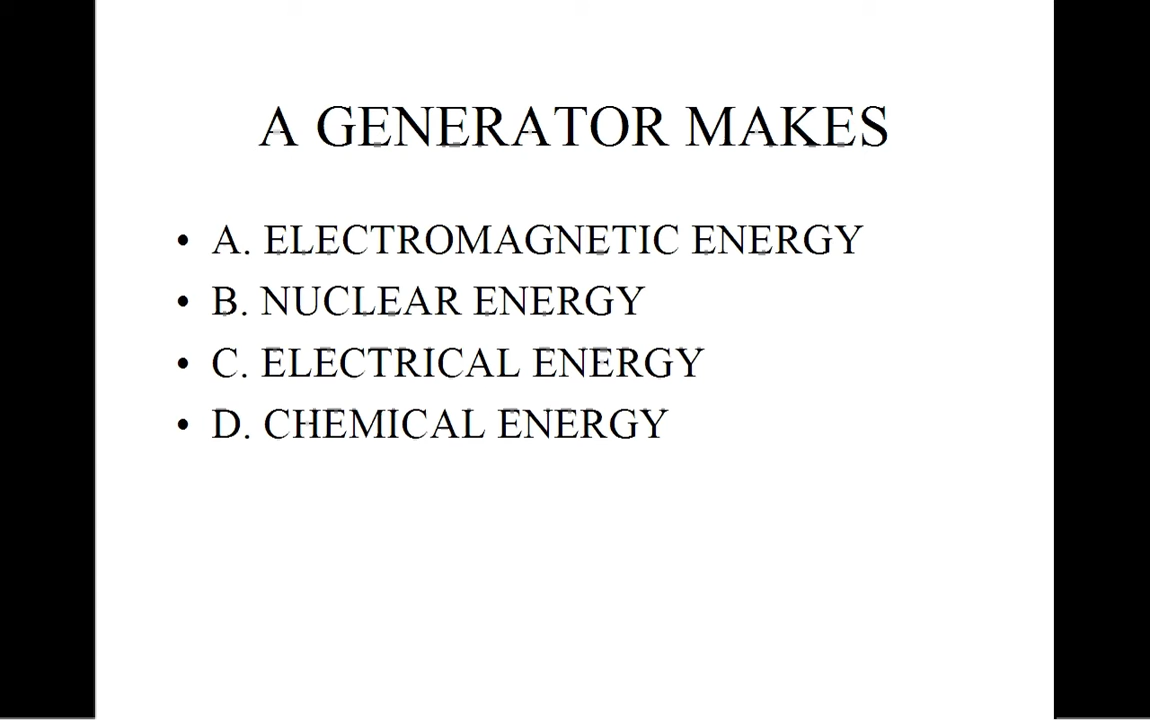 A GENERATOR MAKES
• A. ELECTROMAGNETIC ENERGY
• B. NUCLEAR ENERGY
• C. ELECTRICAL ENERGY
• D. CHEMICAL ENERGY